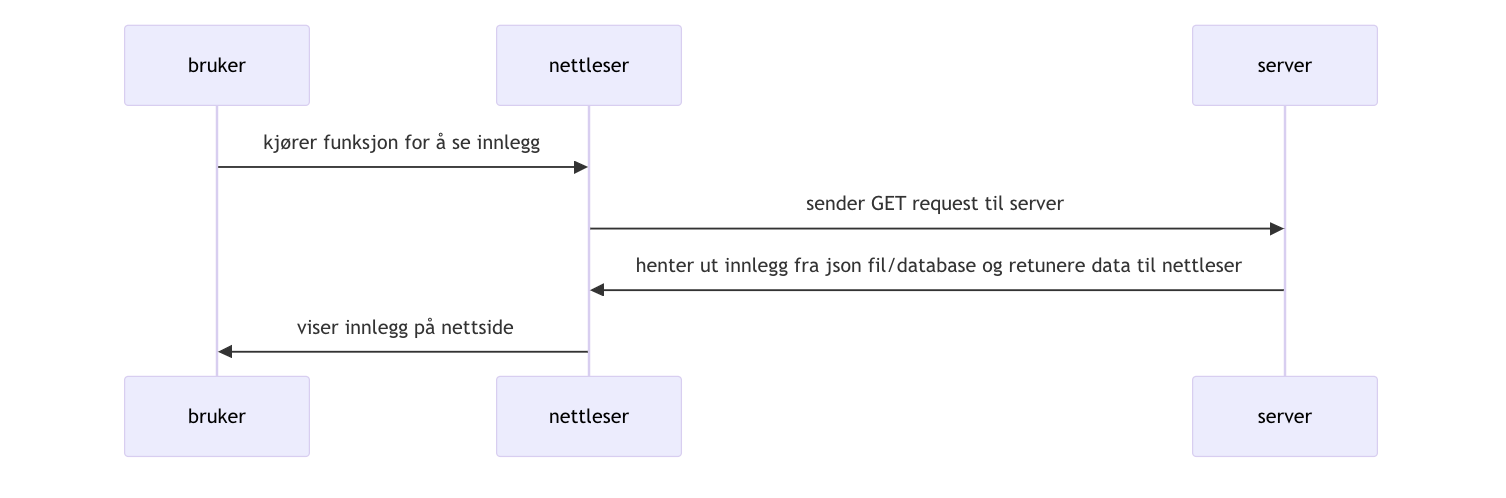 bruker
nettleser
server
kjører funksjon for å se innlegg
sender GET request til server
henter ut innlegg fra json fil/database og retunere data til nettleser
viser innlegg på nettside
bruker
nettleser
server